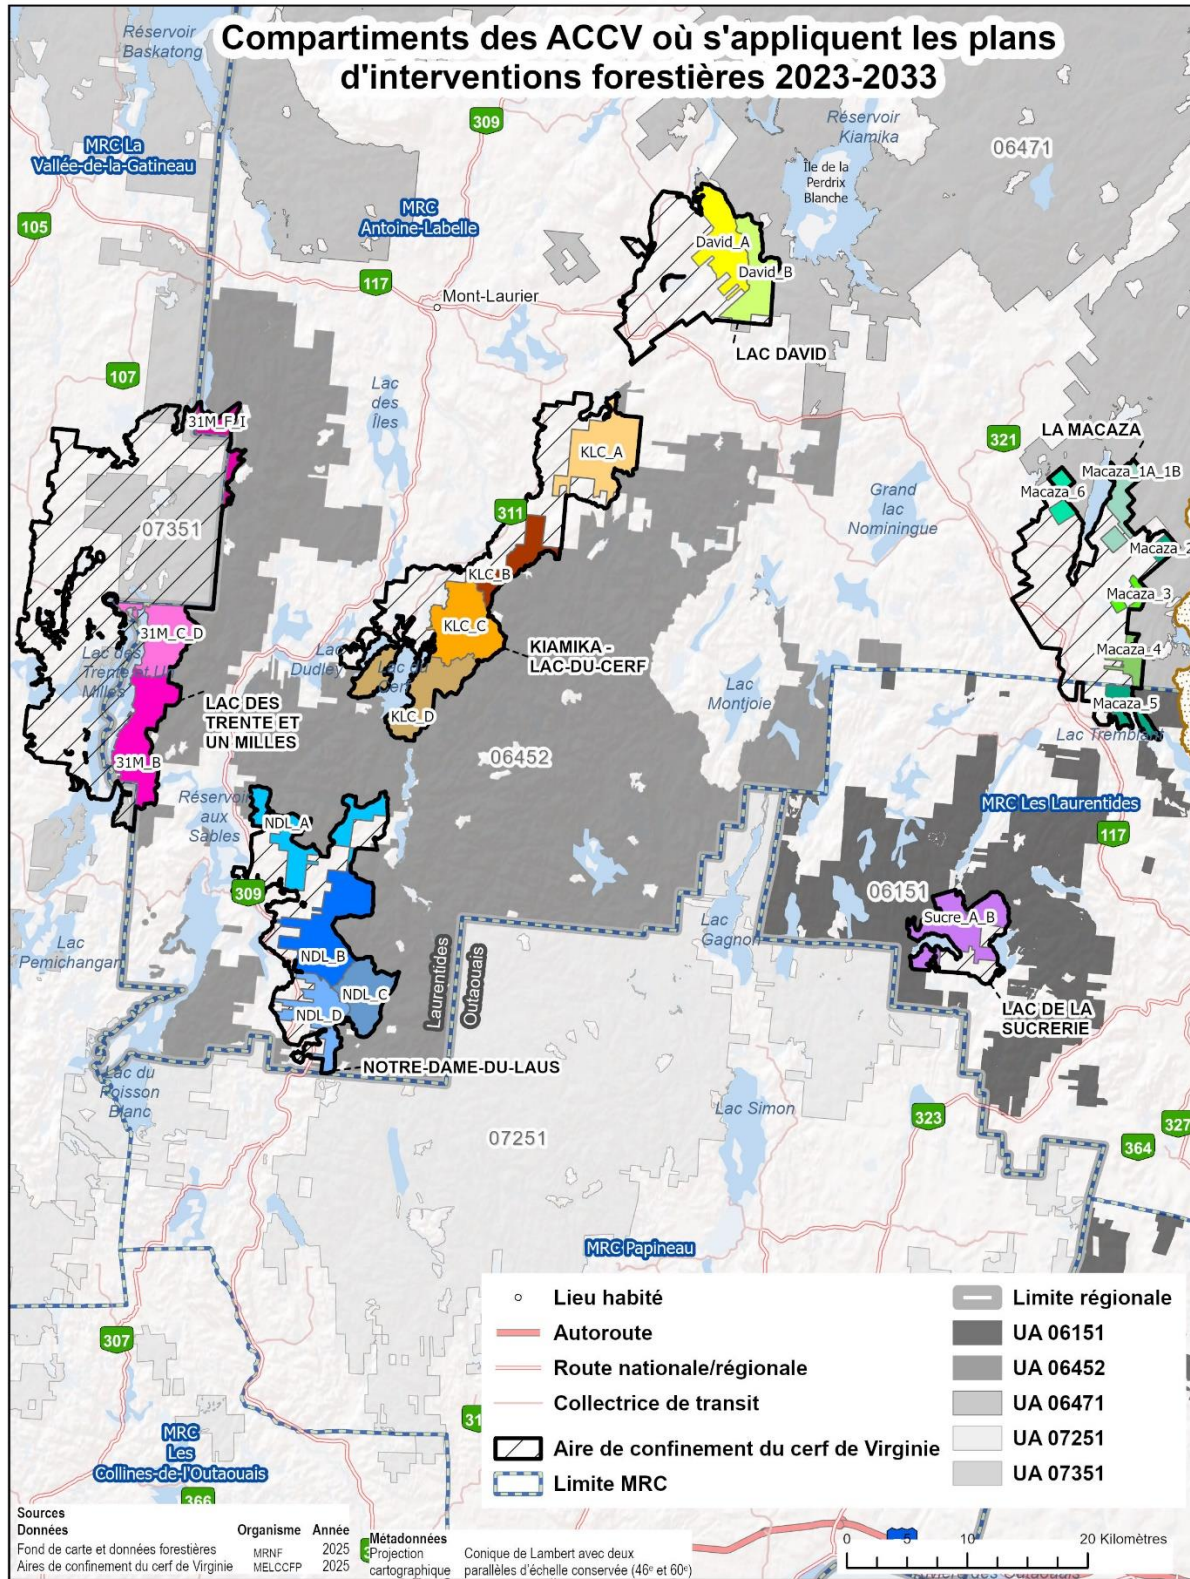 Compartiments des ACCV où s'appliquent les plans
d'interventions forestières 2023-2033
Réservoir
Baskatong
309
Réservoir
Kiamika
06471
MRC La
Vallée-de-la-Gatineau
Île de la
Perdrix
Blanche
MRC
Antoine-Labelle
105
David_A
David_B
117
Mont-Laurier
LAC DAVID
107
Lac
des
Îles
31M_F_I
321
LA MACAZA
KLC_A
Macaza_1A_1B
Macaza_6
Grand
lac
Nominingue
311
07351
Macaza_2
KLC_B
Macaza_3
31M_C_D
KLC_C
Lac
Dudley
KIAMIKA -
LAC-DU-CERF
Macaza_4
Lac des
Trente et Un
Milles
Lac
Montjoie
LAC DES
TRENTE ET
UN MILLES
KLC_D
Macaza_5
Lac Tremblant
06452
31M_B
Réservoir
aux
Sables
MRC Les Laurentides
NDL_A
117
309
06151
Sucre_A_B
Lac
Gagnon
Lac
Pemichangan
NDL_B
Laurentides
Outaouais
NDL_C
NDL_D
LAC DE LA
SUCRERIE
NOTRE-DAME-DU-LAUS
Lac du
Poisson
Blanc
Lac Simon
323
327
07251
364
MRC Papineau
307
Lieu habité
Autoroute
Route nationale/régionale
Collectrice de transit
Aire de confinement du cerf de Virginie
Limite MRC
Limite régionale
UA 06151
UA 06452
UA 06471
UA 07251
UA 07351
MRC
Les
Collines-de-l'Outaouais
366
Sources
Données Organisme Année
Fond de carte et données forestières MRNF 2025
Aires de confinement du cerf de Virginie MELCCFP 2025
Métadonnées
Projection
cartographique
Conique de Lambert avec deux
parallèles d'échelle conservée (46e et 60e)
5
0 10 20 Kilomètres